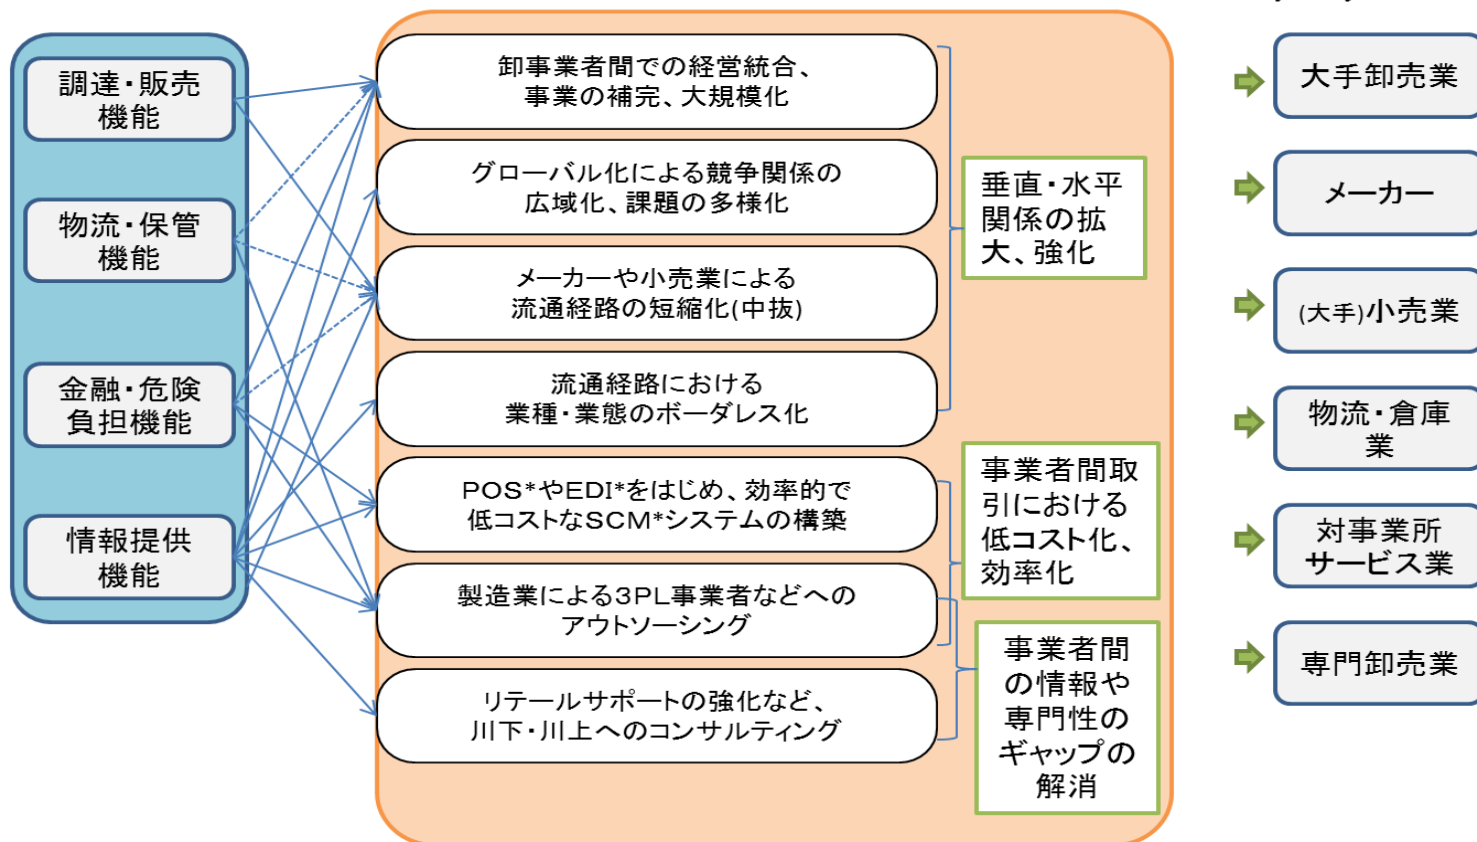 調達・販売
機能
物流・保管
機能
金融・危険
負担機能
情報提供
機能
卸事業者間での経営統合、
事業の補完、大規模化
グローバル化による競争関係の
広域化、課題の多様化
メーカーや小売業による
流通経路の短縮化(中抜)
流通経路における
業種・業態のボーダレス化
POS*やEDI*をはじめ、効率的で
低コストなSCM*システムの構築
製造業による3PL事業者などへの
アウトソーシング
リテールサポートの強化など、
川下・川上へのコンサルティング
垂直・水平
関係の拡
大、強化
事業者間取
引における
低コスト化、
効率化
事業者間
の情報や
専門性の
ギャップの
解消
大手卸売業
メーカー
(大手)小売業
物流・倉庫
業
対事業所
サービス業
専門卸売業